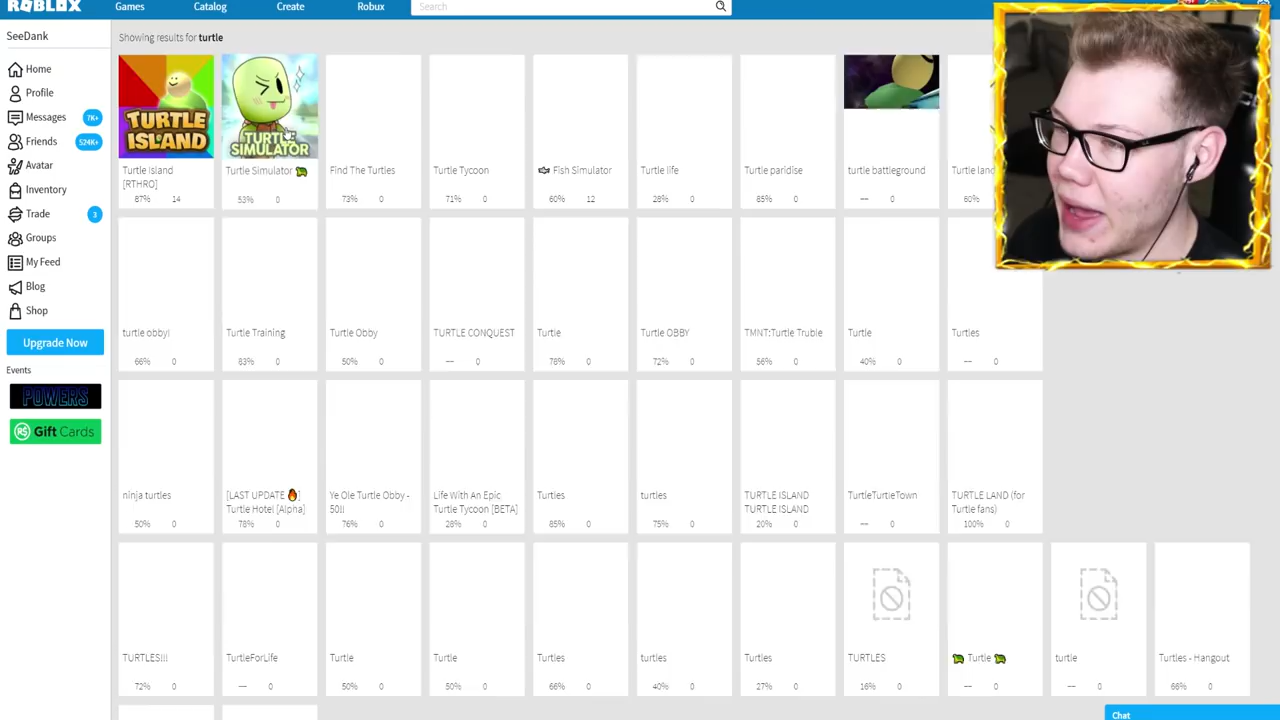 ROBLOX
Games
Catalog
Create
Robux
Search
SeeDank
Home
Profile
Messages
7K+
Friends
524K+
Avatar
Inventory
Trade
3
Groups
My Feed
Blog
Shop
Upgrade Now
Events
POWERS
Gift Cards
Showing results for turtle
TURTLE
ISLAND
TURTLE
SIMULATOR
Turtle Island
[RTHRO]
87% 14
Turtle Simulator 🐢
53% 0
Find The Turtles
73% 0
Turtle Tycoon
71% 0
🐟 Fish Simulator
60% 12
Turtle life
28% 0
Turtle paridise
85% 0
turtle battleground
-- 0
Turtle land
60%
turtle obby!
66% 0
Turtle Training
83% 0
Turtle Obby
50% 0
TURTLE CONQUEST
-- 0
Turtle
78% 0
Turtle OBBY
72% 0
TMNT:Turtle Truble
56% 0
Turtle
40% 0
Turtles
-- 0
ninja turtles
50% 0
[LAST UPDATE 🔥]
Turtle Hotel [Alpha]
78% 0
Ye Ole Turtle Obby -
50!!
76% 0
Life With An Epic
Turtle Tycoon [BETA]
28% 0
Turtles
85% 0
turtles
75% 0
TURTLE ISLAND
TURTLE ISLAND
20% 0
TurtleTurtleTown
-- 0
TURTLE LAND (for
Turtle fans)
100% 0
TURTLES!!!
72% 0
TurtleForLife
-- 0
Turtle
50% 0
Turtle
50% 0
Turtles
66% 0
turtles
40% 0
Turtles
27% 0
TURTLES
16% 0
🐢 Turtle 🐢
-- 0
turtle
-- 0
Turtles - Hangout
66% 0
Chat